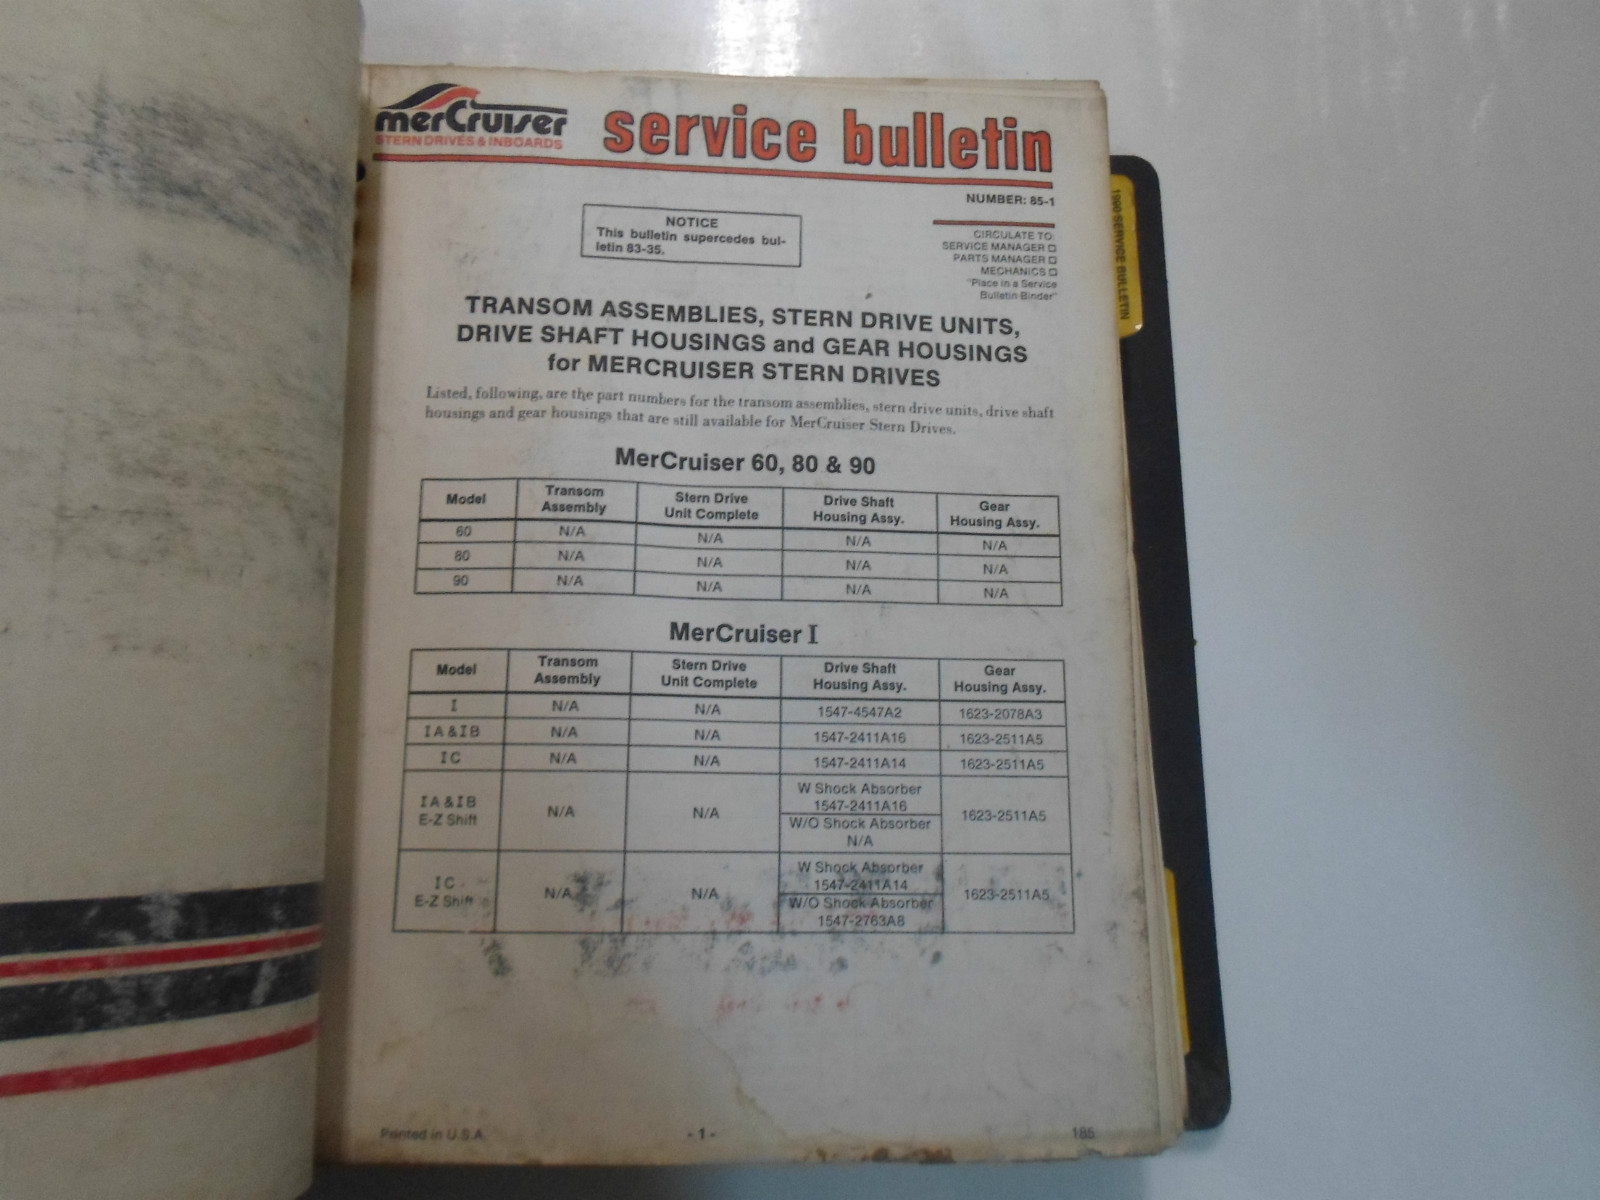 merCruiser
STERN DRIVES & INBOARDS
service bulletin
NUMBER: 85-1
NOTICE
This bulletin supercedes bul-
letin 83-35.
CIRCULATE TO:
SERVICE MANAGER □
PARTS MANAGER □
MECHANICS □
"Place in a Service
Bulletin Binder"
TRANSOM ASSEMBLIES, STERN DRIVE UNITS,
DRIVE SHAFT HOUSINGS and GEAR HOUSINGS
for MERCRUISER STERN DRIVES
Listed, following, are the part numbers for the transom assemblies, stern drive units, drive shaft
housings and gear housings that are still available for MerCruiser Stern Drives.
MerCruiser 60, 80 & 90
Model | Transom Assembly | Stern Drive Unit Complete | Drive Shaft Housing Assy. | Gear Housing Assy.
60 | N/A | N/A | N/A | N/A
80 | N/A | N/A | N/A | N/A
90 | N/A | N/A | N/A | N/A
MerCruiser I
Model | Transom Assembly | Stern Drive Unit Complete | Drive Shaft Housing Assy. | Gear Housing Assy.
I | N/A | N/A | 1547-4547A2 | 1623-2078A3
IA & IB | N/A | N/A | 1547-2411A16 | 1623-2511A5
IC | N/A | N/A | 1547-2411A14 | 1623-2511A5
IA & IB E-Z Shift | N/A | N/A | W Shock Absorber 1547-2411A16 | 1623-2511A5
W/O Shock Absorber N/A
IC E-Z Shift | N/A | N/A | W Shock Absorber 1547-2411A14 | 1623-2511A5
W/O Shock Absorber 1547-2763A8
Printed in U.S.A.
- 1 -
185
1990 SERVICE BULLETIN